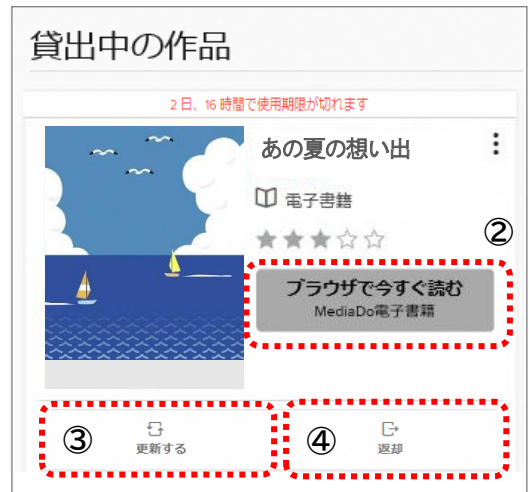 貸出中の作品
2日、16時間で使用期限が切れます
あの夏の想い出
電子書籍
②
ブラウザで今すぐ読む
MediaDo電子書籍
③
更新する
④
返却